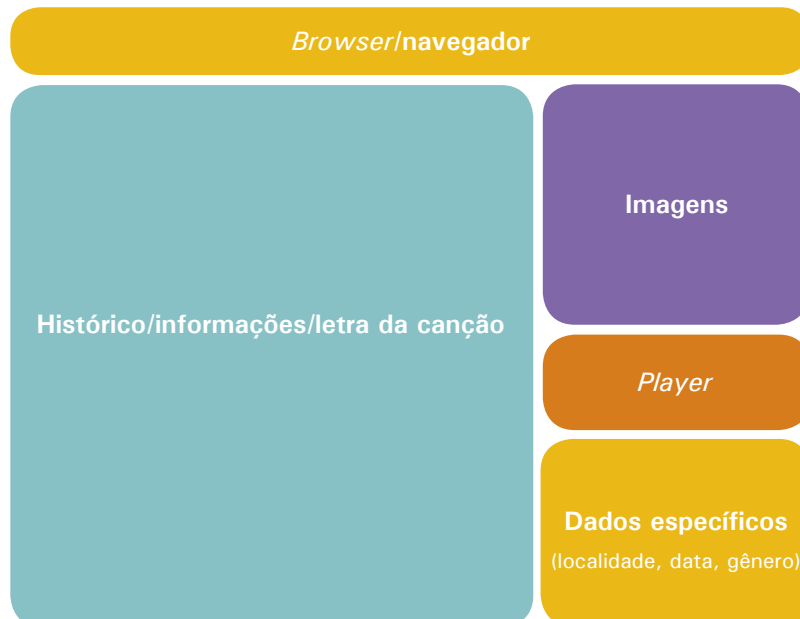 Browser/navegador
Histórico/informações/letra da canção
Imagens
Player
Dados específicos
(localidade, data, gênero)